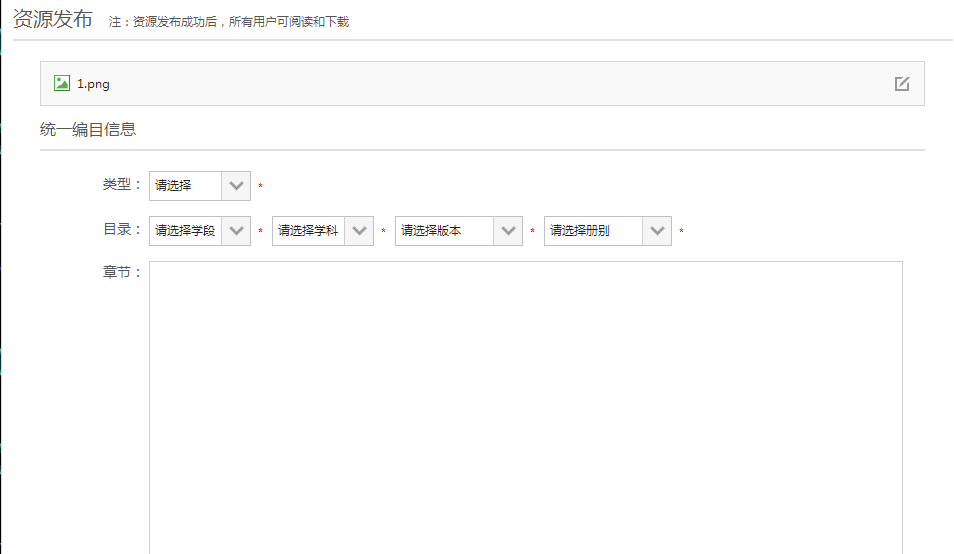 资源发布 注：资源发布成功后，所有用户可阅读和下载
1.png
统一编目信息
类型： 请选择 *
目录： 请选择学段 * 请选择学科 * 请选择版本 * 请选择册别 *
章节：